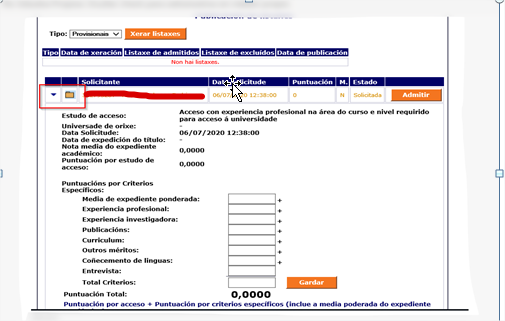 Publicación de listaxes
Tipo: Provisionais Xerar listaxes
Tipo Data de xeración Listaxe de admitidos Listaxe de excluídos Data de publicación
Non hai listaxes.
Solicitante Data Solicitude Puntuación M. Estado
06/07/2020 12:38:00 0 N Solicitada Admitir
Estudo de acceso: Acceso con experiencia profesional na área do curso e nivel requirido
para acceso á universidade
Universade de orixe: -
Data Solicitude: 06/07/2020 12:38:00
Data de expedición do título: -
Nota media do expediente
académico: 0,0000
Puntuación por estudo de
acceso: 0,0000
Puntuacións por Criterios
Específicos:
Media de expediente ponderada: +
Experiencia profesional: +
Experiencia investigadora: +
Publicacións: +
Curriculum: +
Outros méritos: +
Coñecemento de linguas: +
Entrevista:
Total Criterios: Gardar
Puntuación Total: 0,0000
Puntuación por acceso + Puntuación por criterios específicos (inclue a media poderada do expediente